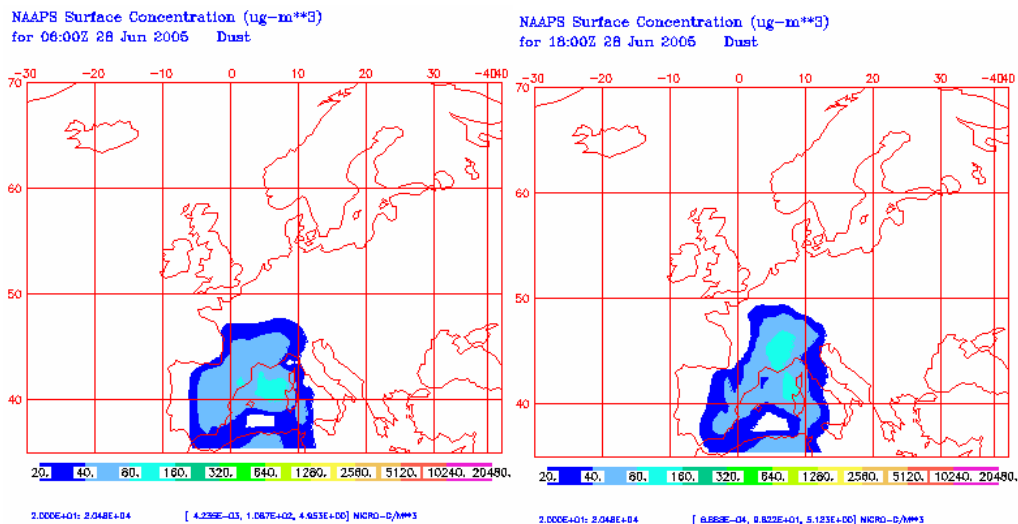 NAAPS Surface Concentration (ug-m**3)
for 06:00Z 28 Jun 2005 Dust
-30 -20 -10 0 10 20 30 -4040
70
60
50
40
20. 40. 80. 160. 320. 640. 1280. 2560. 5120. 10240. 20480.
2.000E+01: 2.048E+04 [ 4.235E-03, 1.087E+02, 4.953E+00] MICRO-G/M**3
NAAPS Surface Concentration (ug-m**3)
for 18:00Z 28 Jun 2005 Dust
-30 -20 -10 0 10 20 30 -4040
70
60
50
40
20. 40. 80. 160. 320. 640. 1280. 2560. 5120. 10240. 20480.
2.000E+01: 2.048E+04 [ 6.888E-04, 9.822E+01, 5.123E+00] MICRO-G/M**3